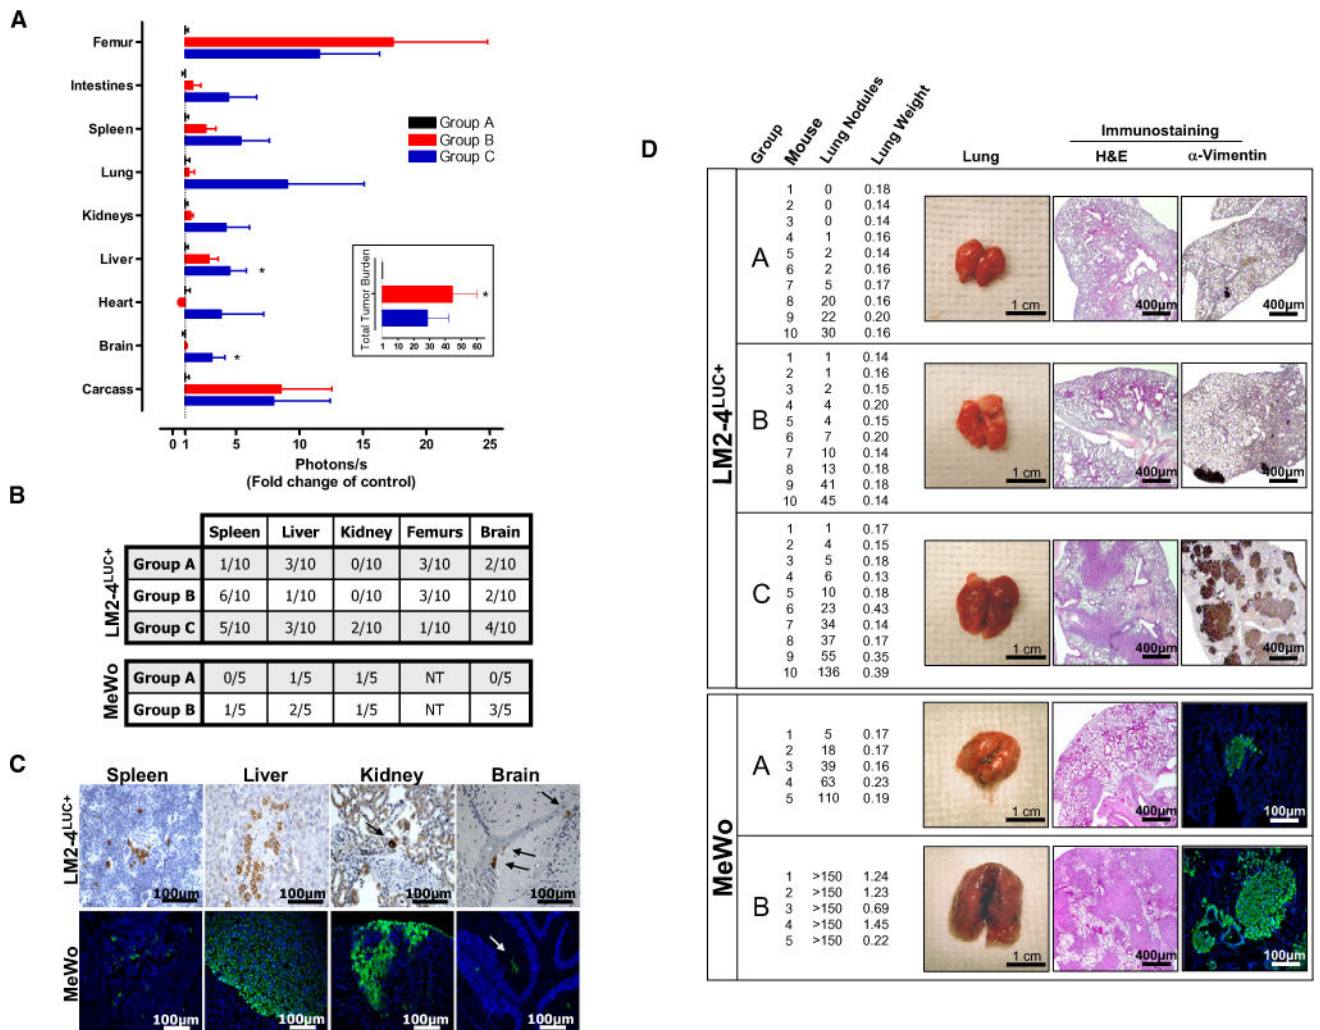 A
Femur
Intestines
Spleen
Lung
Kidneys
Liver
Heart
Brain
Carcass
Group A
Group B
Group C
*
*
Total Tumor Burden
*
1 10 20 30 40 50 60
0 1 5 10 15 20 25
Photons/s
(Fold change of control)
B
Spleen Liver Kidney Femurs Brain
LM2-4LUC+
Group A 1/10 3/10 0/10 3/10 2/10
Group B 6/10 1/10 0/10 3/10 2/10
Group C 5/10 3/10 2/10 1/10 4/10
MeWo
Group A 0/5 1/5 1/5 NT 0/5
Group B 1/5 2/5 1/5 NT 3/5
C
Spleen Liver Kidney Brain
LM2-4LUC+
100µm 100µm 100µm 100µm
MeWo
100µm 100µm 100µm 100µm
D
Group Mouse Lung Nodules Lung Weight
Lung
Immunostaining
H&E α-Vimentin
LM2-4LUC+
A
1 0 0.18
2 0 0.14
3 0 0.14
4 1 0.16
5 2 0.14
6 2 0.16
7 5 0.17
8 20 0.16
9 22 0.20
10 30 0.16
1 cm 400µm 400µm
B
1 1 0.14
2 1 0.16
3 2 0.15
4 4 0.20
5 4 0.15
6 7 0.20
7 10 0.14
8 13 0.18
9 41 0.18
10 45 0.14
1 cm 400µm 400µm
C
1 1 0.17
2 4 0.15
3 5 0.18
4 6 0.13
5 10 0.18
6 23 0.43
7 34 0.14
8 37 0.17
9 55 0.35
10 136 0.39
1 cm 400µm 400µm
MeWo
A
1 5 0.17
2 18 0.17
3 39 0.16
4 63 0.23
5 110 0.19
1 cm 400µm 100µm
B
1 >150 1.24
2 >150 1.23
3 >150 0.69
4 >150 1.45
5 >150 0.22
1 cm 400µm 100µm